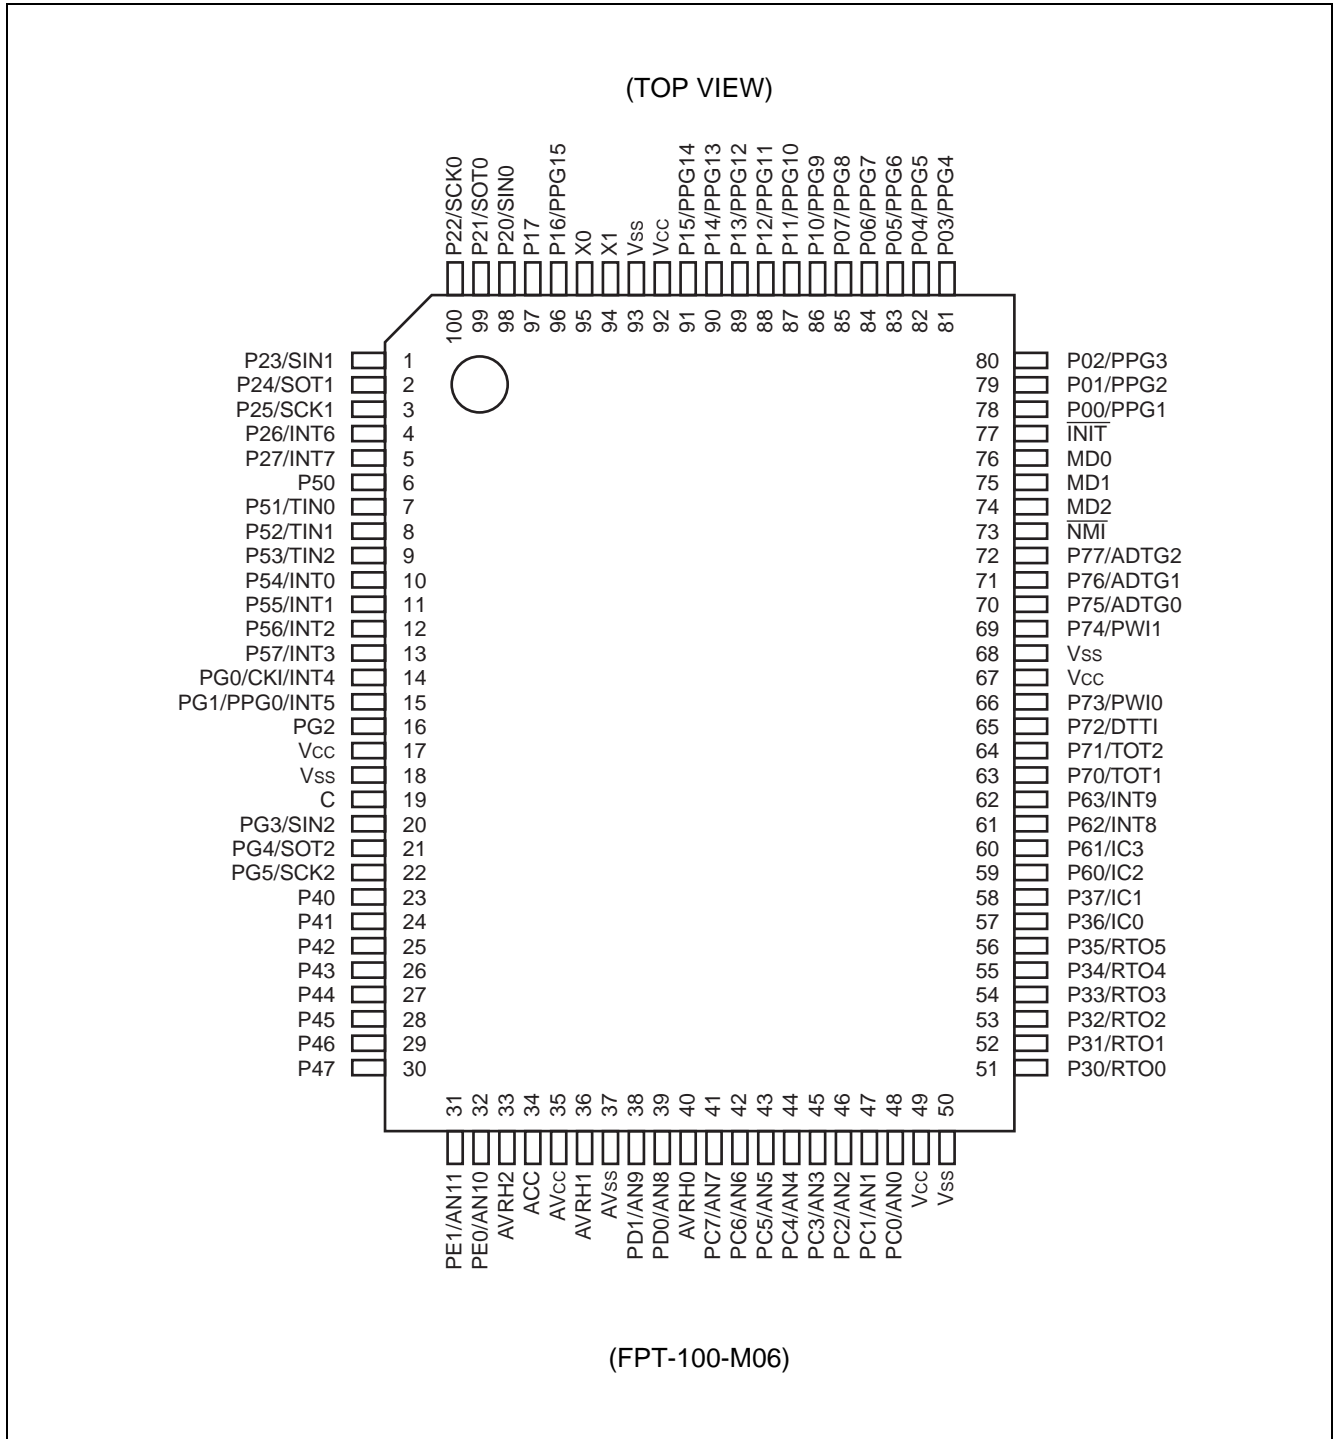 (TOP VIEW)
P22/SCK0
P21/SOT0
P20/SIN0
P17
P16/PPG15
X0
X1
Vss
Vcc
P15/PPG14
P14/PPG13
P13/PPG12
P12/PPG11
P11/PPG10
P10/PPG9
P07/PPG8
P06/PPG7
P05/PPG6
P04/PPG5
P03/PPG4
100
99
98
97
96
95
94
93
92
91
90
89
88
87
86
85
84
83
82
81
P23/SIN1 1
P24/SOT1 2
P25/SCK1 3
P26/INT6 4
P27/INT7 5
P50 6
P51/TIN0 7
P52/TIN1 8
P53/TIN2 9
P54/INT0 10
P55/INT1 11
P56/INT2 12
P57/INT3 13
PG0/CKI/INT4 14
PG1/PPG0/INT5 15
PG2 16
Vcc 17
Vss 18
C 19
PG3/SIN2 20
PG4/SOT2 21
PG5/SCK2 22
P40 23
P41 24
P42 25
P43 26
P44 27
P45 28
P46 29
P47 30
80 P02/PPG3
79 P01/PPG2
78 P00/PPG1
77 INIT
76 MD0
75 MD1
74 MD2
73 NMI
72 P77/ADTG2
71 P76/ADTG1
70 P75/ADTG0
69 P74/PWI1
68 Vss
67 Vcc
66 P73/PWI0
65 P72/DTTI
64 P71/TOT2
63 P70/TOT1
62 P63/INT9
61 P62/INT8
60 P61/IC3
59 P60/IC2
58 P37/IC1
57 P36/IC0
56 P35/RTO5
55 P34/RTO4
54 P33/RTO3
53 P32/RTO2
52 P31/RTO1
51 P30/RTO0
31
32
33
34
35
36
37
38
39
40
41
42
43
44
45
46
47
48
49
50
PE1/AN11
PE0/AN10
AVRH2
ACC
AVcc
AVRH1
AVss
PD1/AN9
PD0/AN8
AVRH0
PC7/AN7
PC6/AN6
PC5/AN5
PC4/AN4
PC3/AN3
PC2/AN2
PC1/AN1
PC0/AN0
Vcc
Vss
(FPT-100-M06)